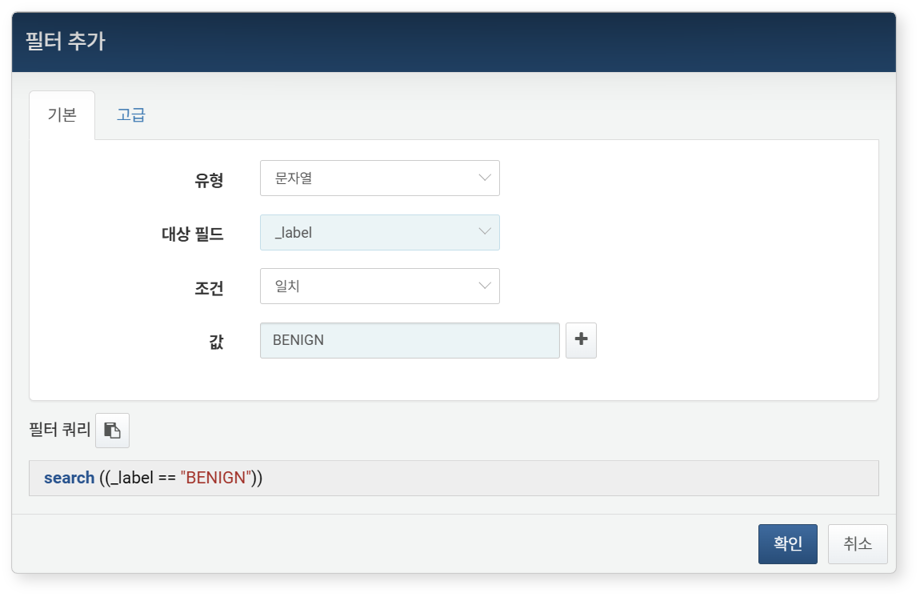 필터 추가
기본 고급
유형 문자열
대상 필드 _label
조건 일치
값 BENIGN
필터 쿼리
search ((_label == "BENIGN"))
확인 취소